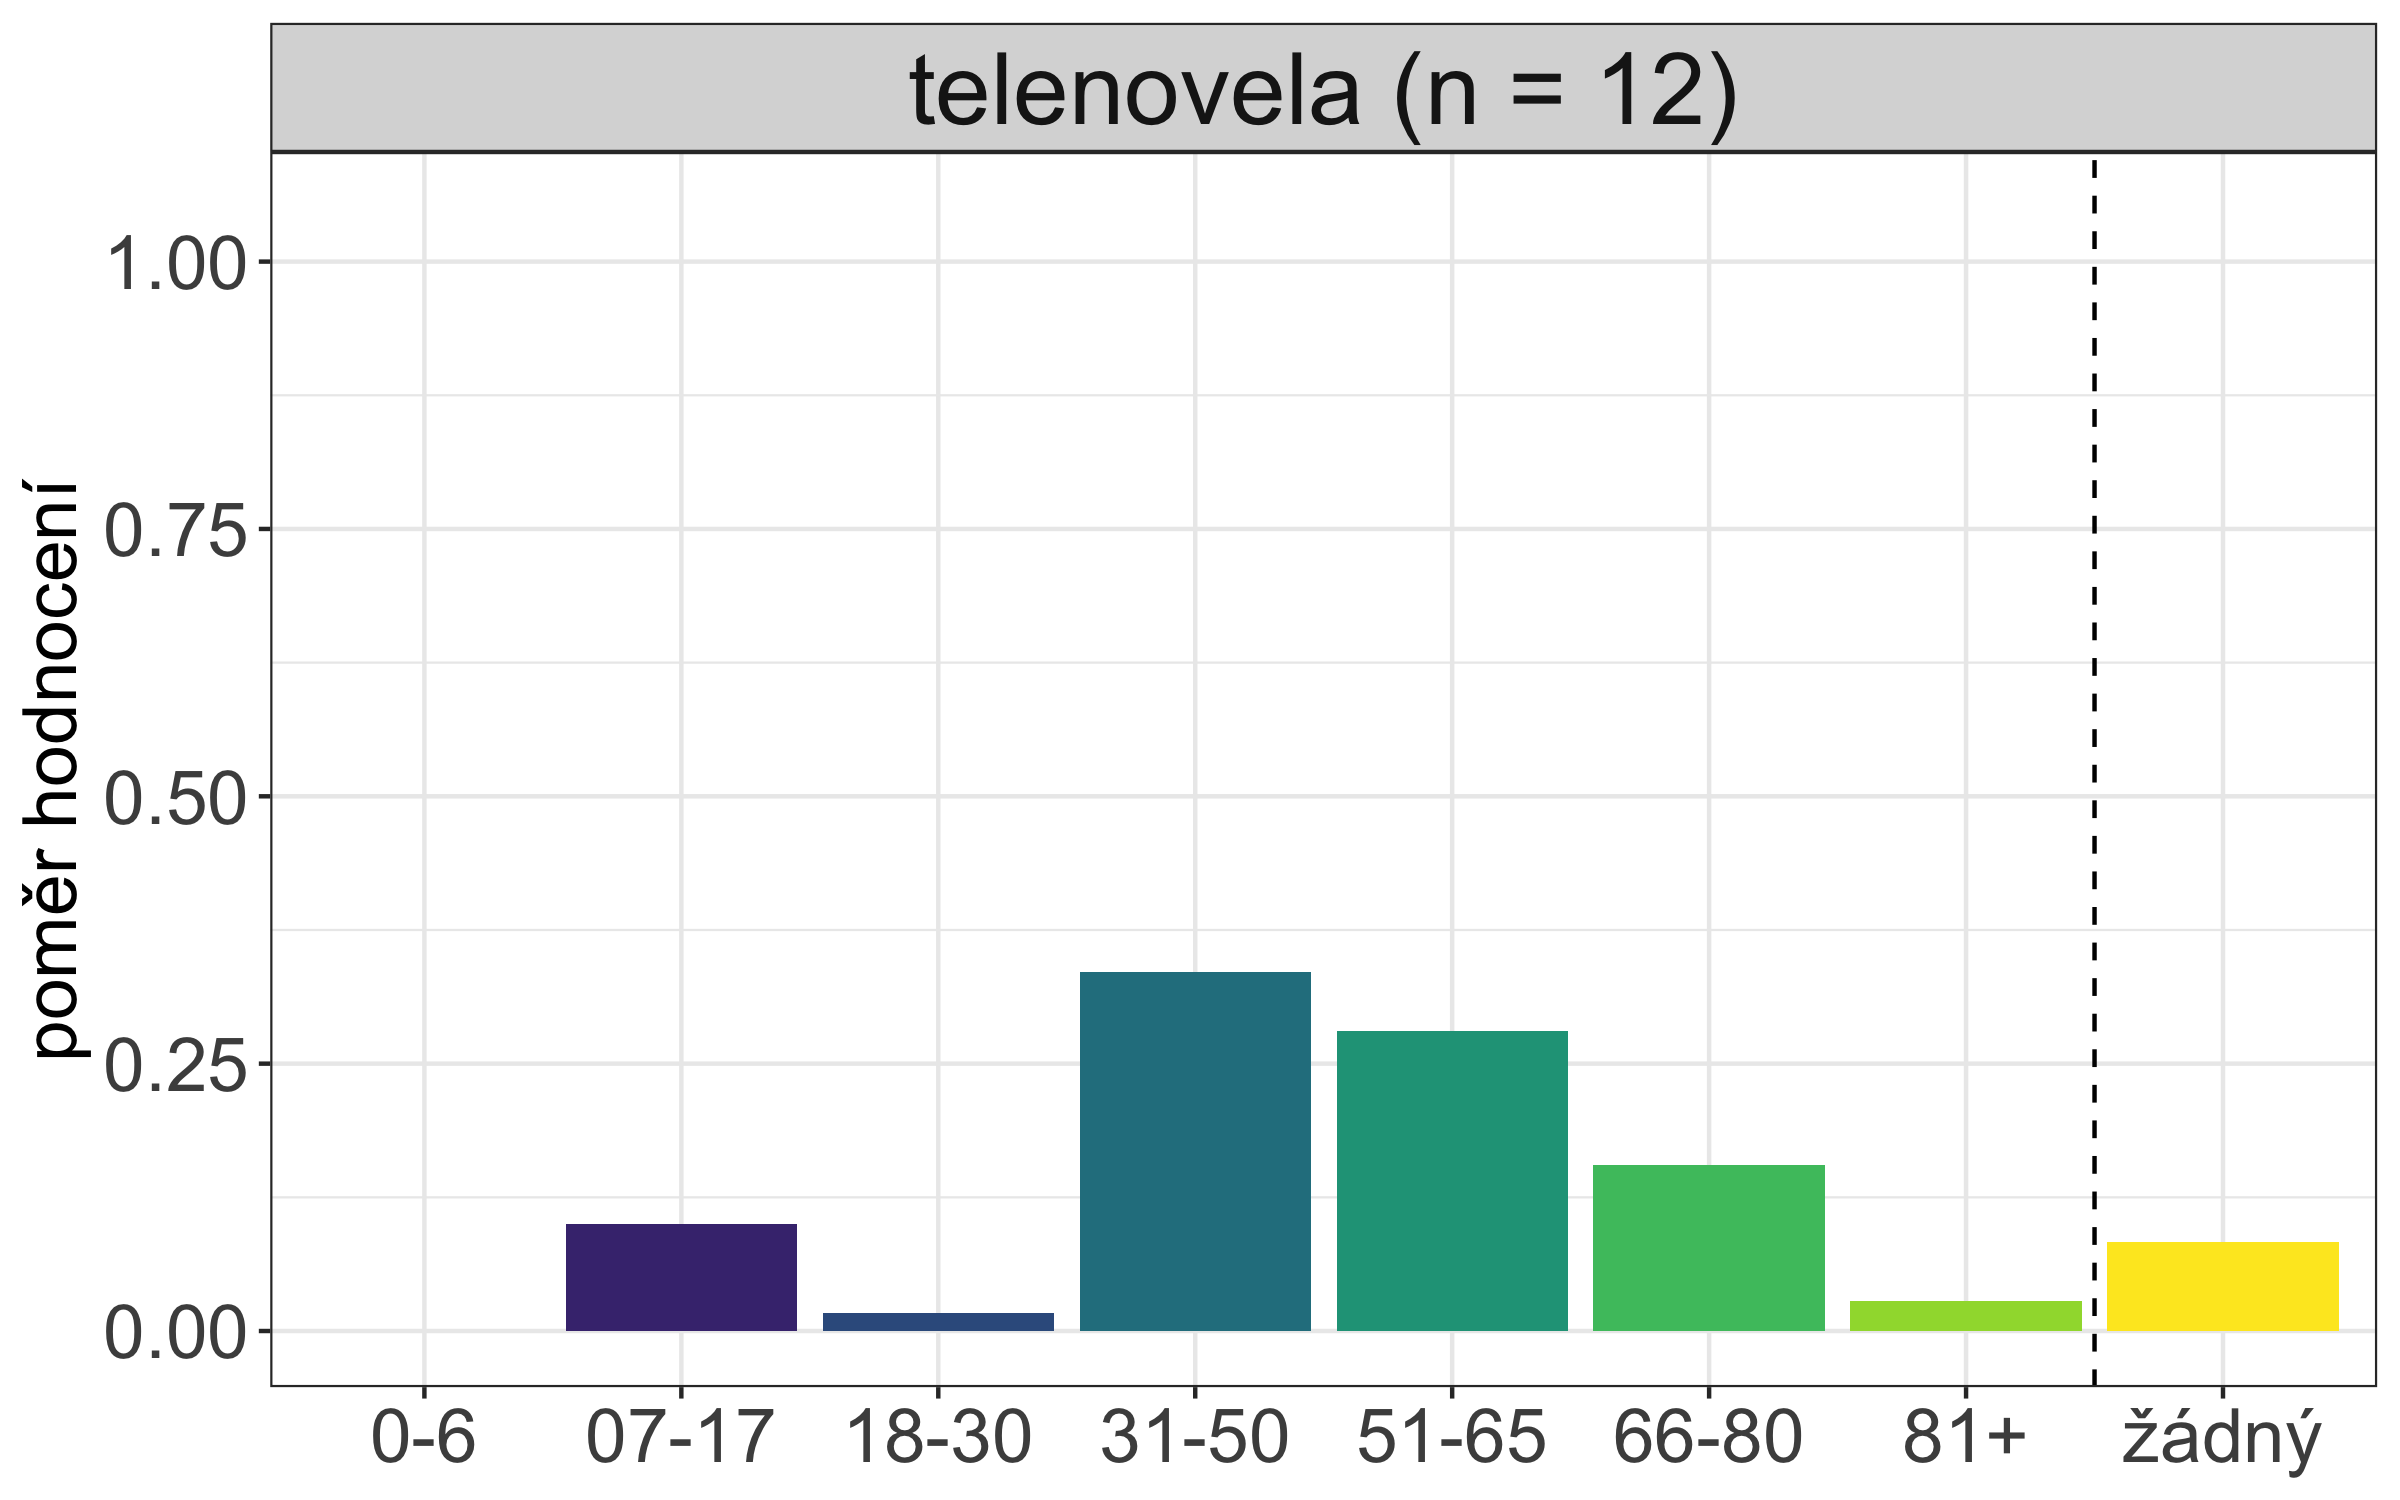 telenovela (n = 12)
poměr hodnocení
1.00
0.75
0.50
0.25
0.00
0-6 07-17 18-30 31-50 51-65 66-80 81+ žádný